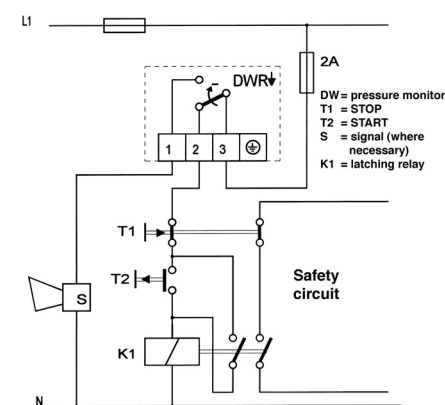 L1
2A
DWR
DW = pressure monitor
T1 = STOP
T2 = START
S = signal (where
necessary)
K1 = latching relay
1 2 3
T1
T2
Safety
circuit
S
K1
N